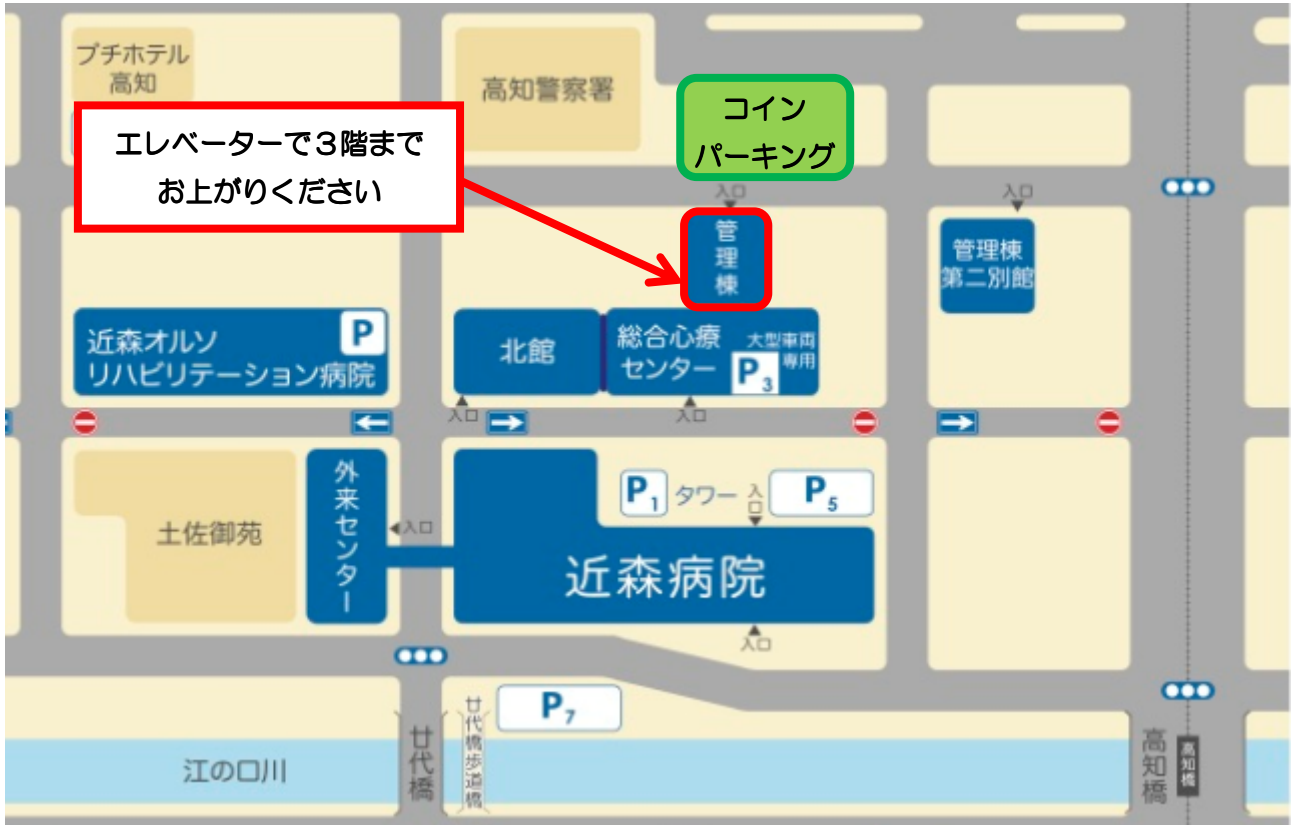 プチホテル
高知
高知警察署
コイン
パーキング
エレベーターで3階まで
お上がりください
入口
入口
管理棟
管理棟
第二別館
近森オルソ
リハビリテーション病院
P
北館
総合心療
センター
大型車両
専用
P3
入口
入口
外来センター
土佐御苑
入口
P1
タワー
入口
P5
近森病院
入口
P7
廿代橋
廿代橋歩道橋
江の口川
高知橋
高知橋